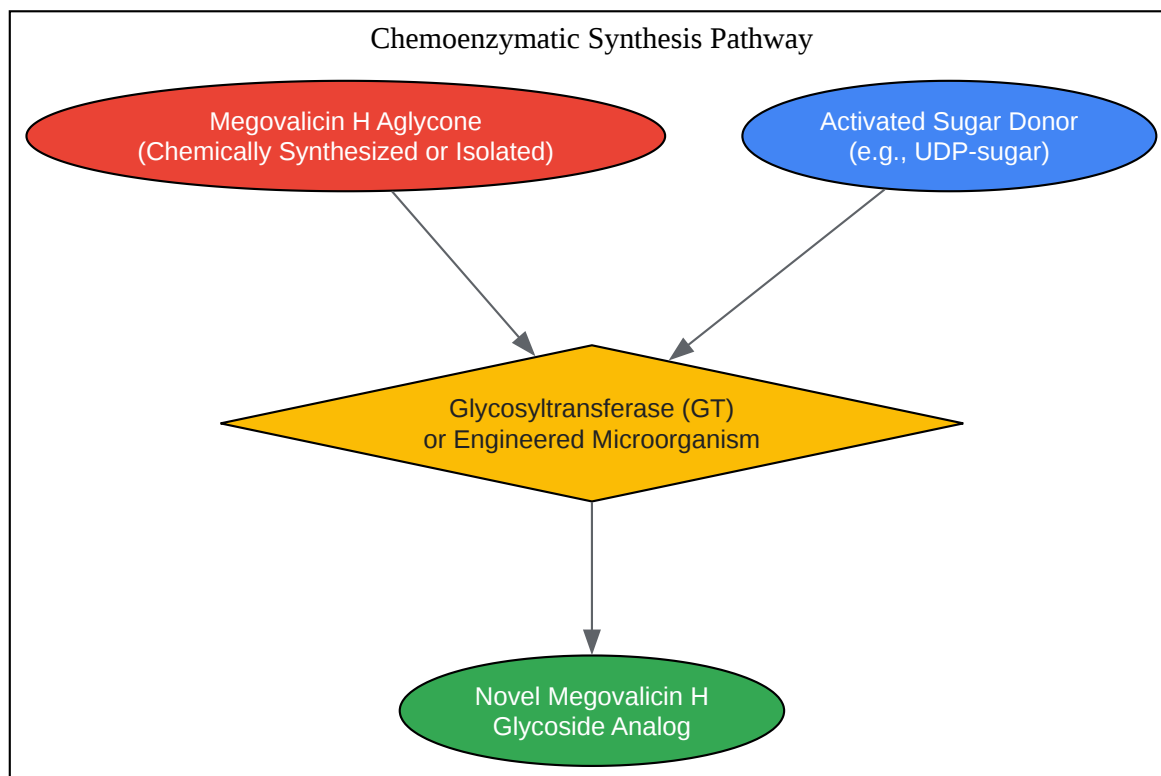 Chemoenzymatic Synthesis Pathway
Megovalicin H Aglycone
(Chemically Synthesized or Isolated)
Activated Sugar Donor
(e.g., UDP-sugar)
Glycosyltransferase (GT)
or Engineered Microorganism
Novel Megovalicin H
Glycoside Analog